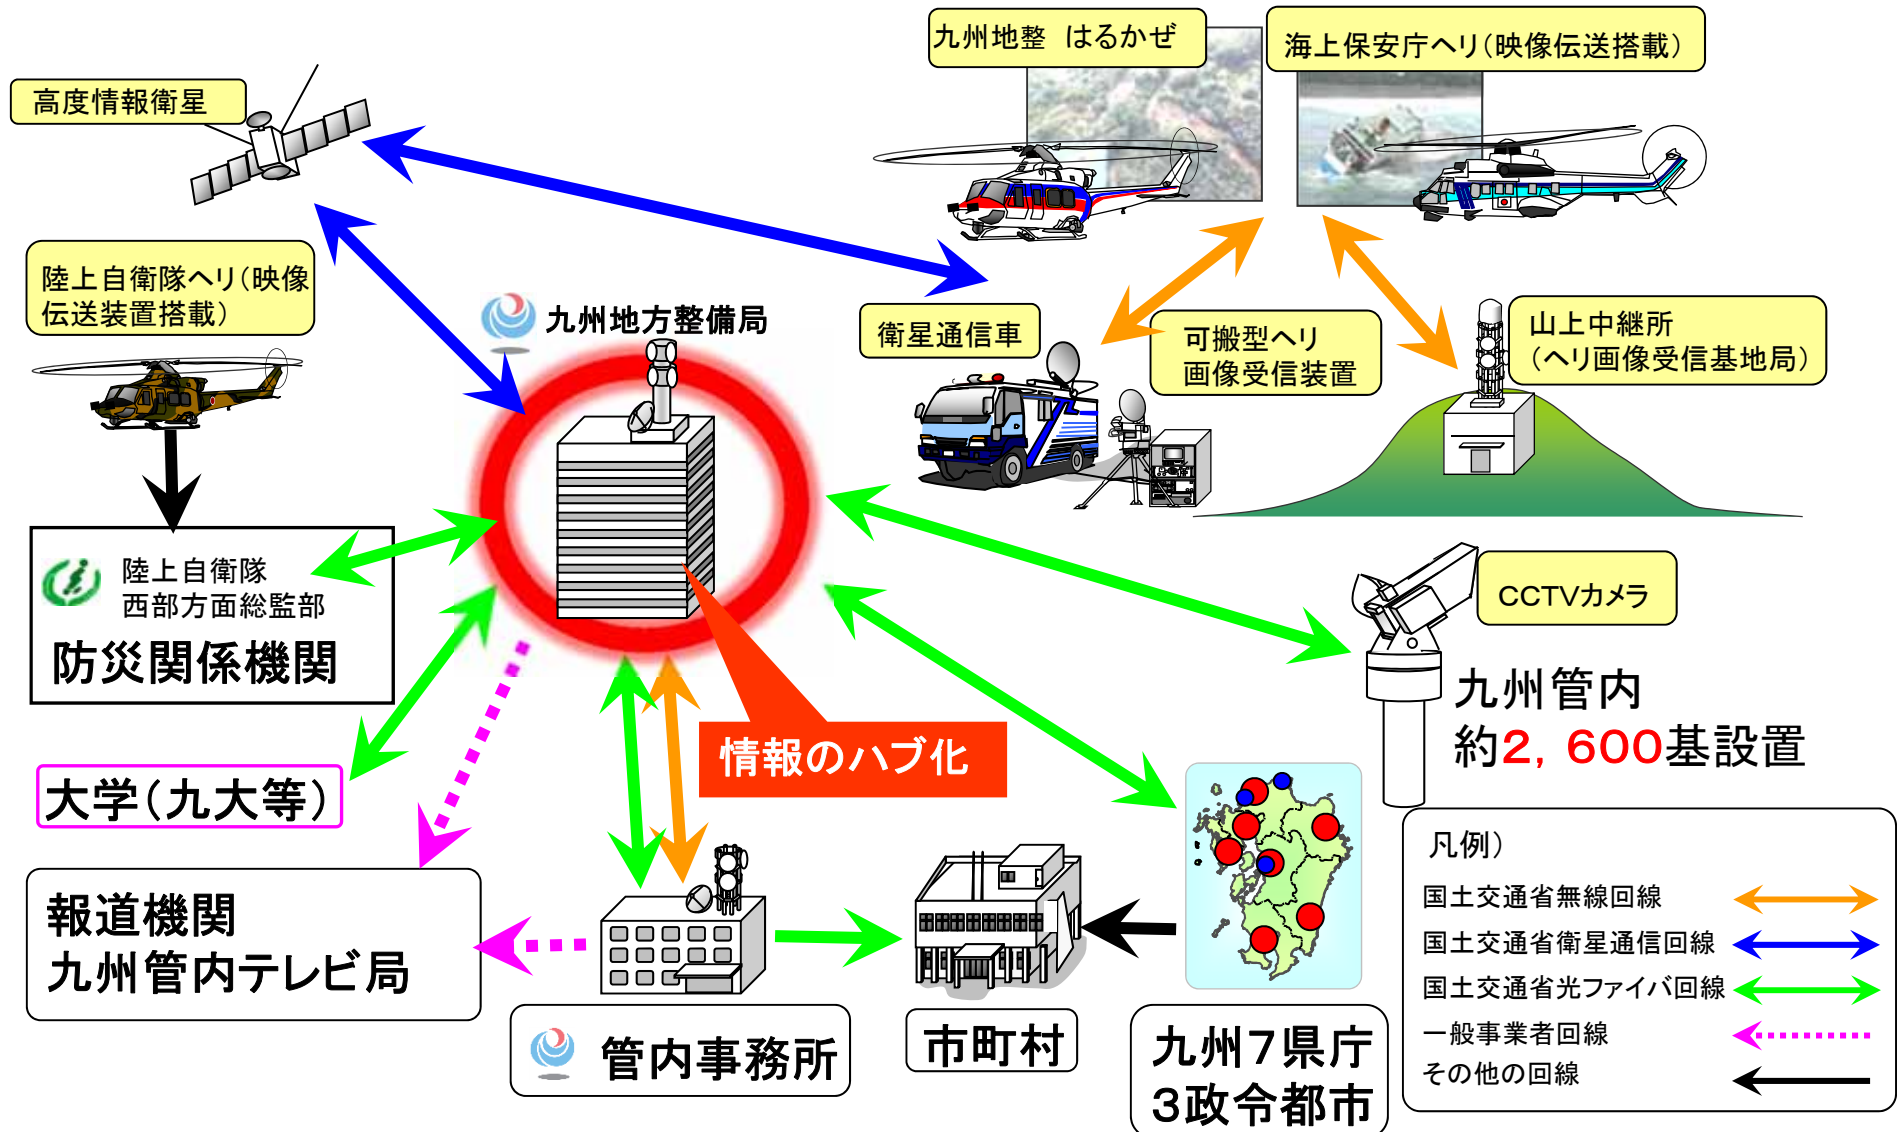 九州地整　はるかぜ
海上保安庁ヘリ（映像伝送搭載）
高度情報衛星
陸上自衛隊ヘリ（映像
伝送装置搭載）
九州地方整備局
衛星通信車
可搬型ヘリ
画像受信装置
山上中継所
（ヘリ画像受信基地局）
陸上自衛隊
西部方面総監部
防災関係機関
CCTVカメラ
九州管内
約２，６００基設置
情報のハブ化
大学（九大等）
報道機関
九州管内テレビ局
管内事務所
市町村
九州７県庁
３政令都市
凡例）
国土交通省無線回線
国土交通省衛星通信回線
国土交通省光ファイバ回線
一般事業者回線
その他の回線